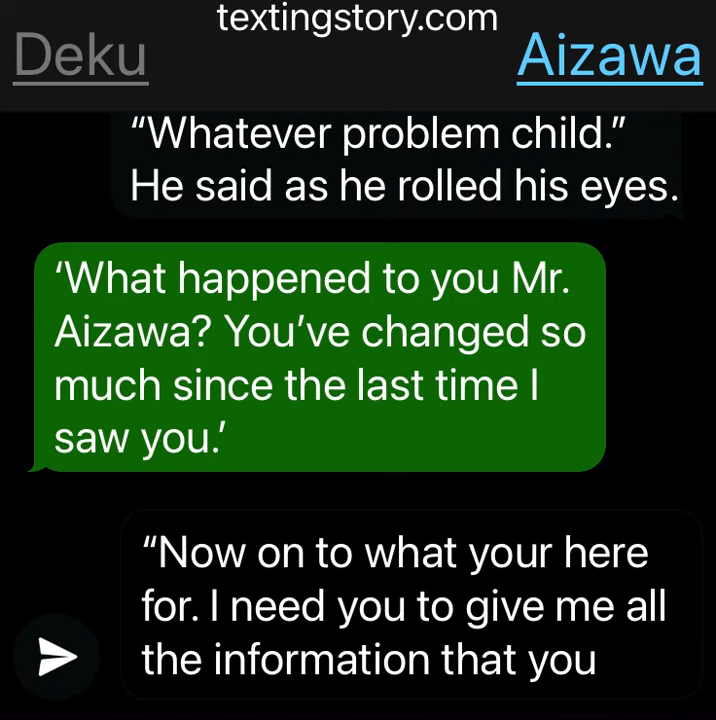 textingstory.com
Deku
Aizawa
“Whatever problem child.”
He said as he rolled his eyes.
‘What happened to you Mr.
Aizawa? You’ve changed so
much since the last time I
saw you.’
“Now on to what your here
for. I need you to give me all
the information that you